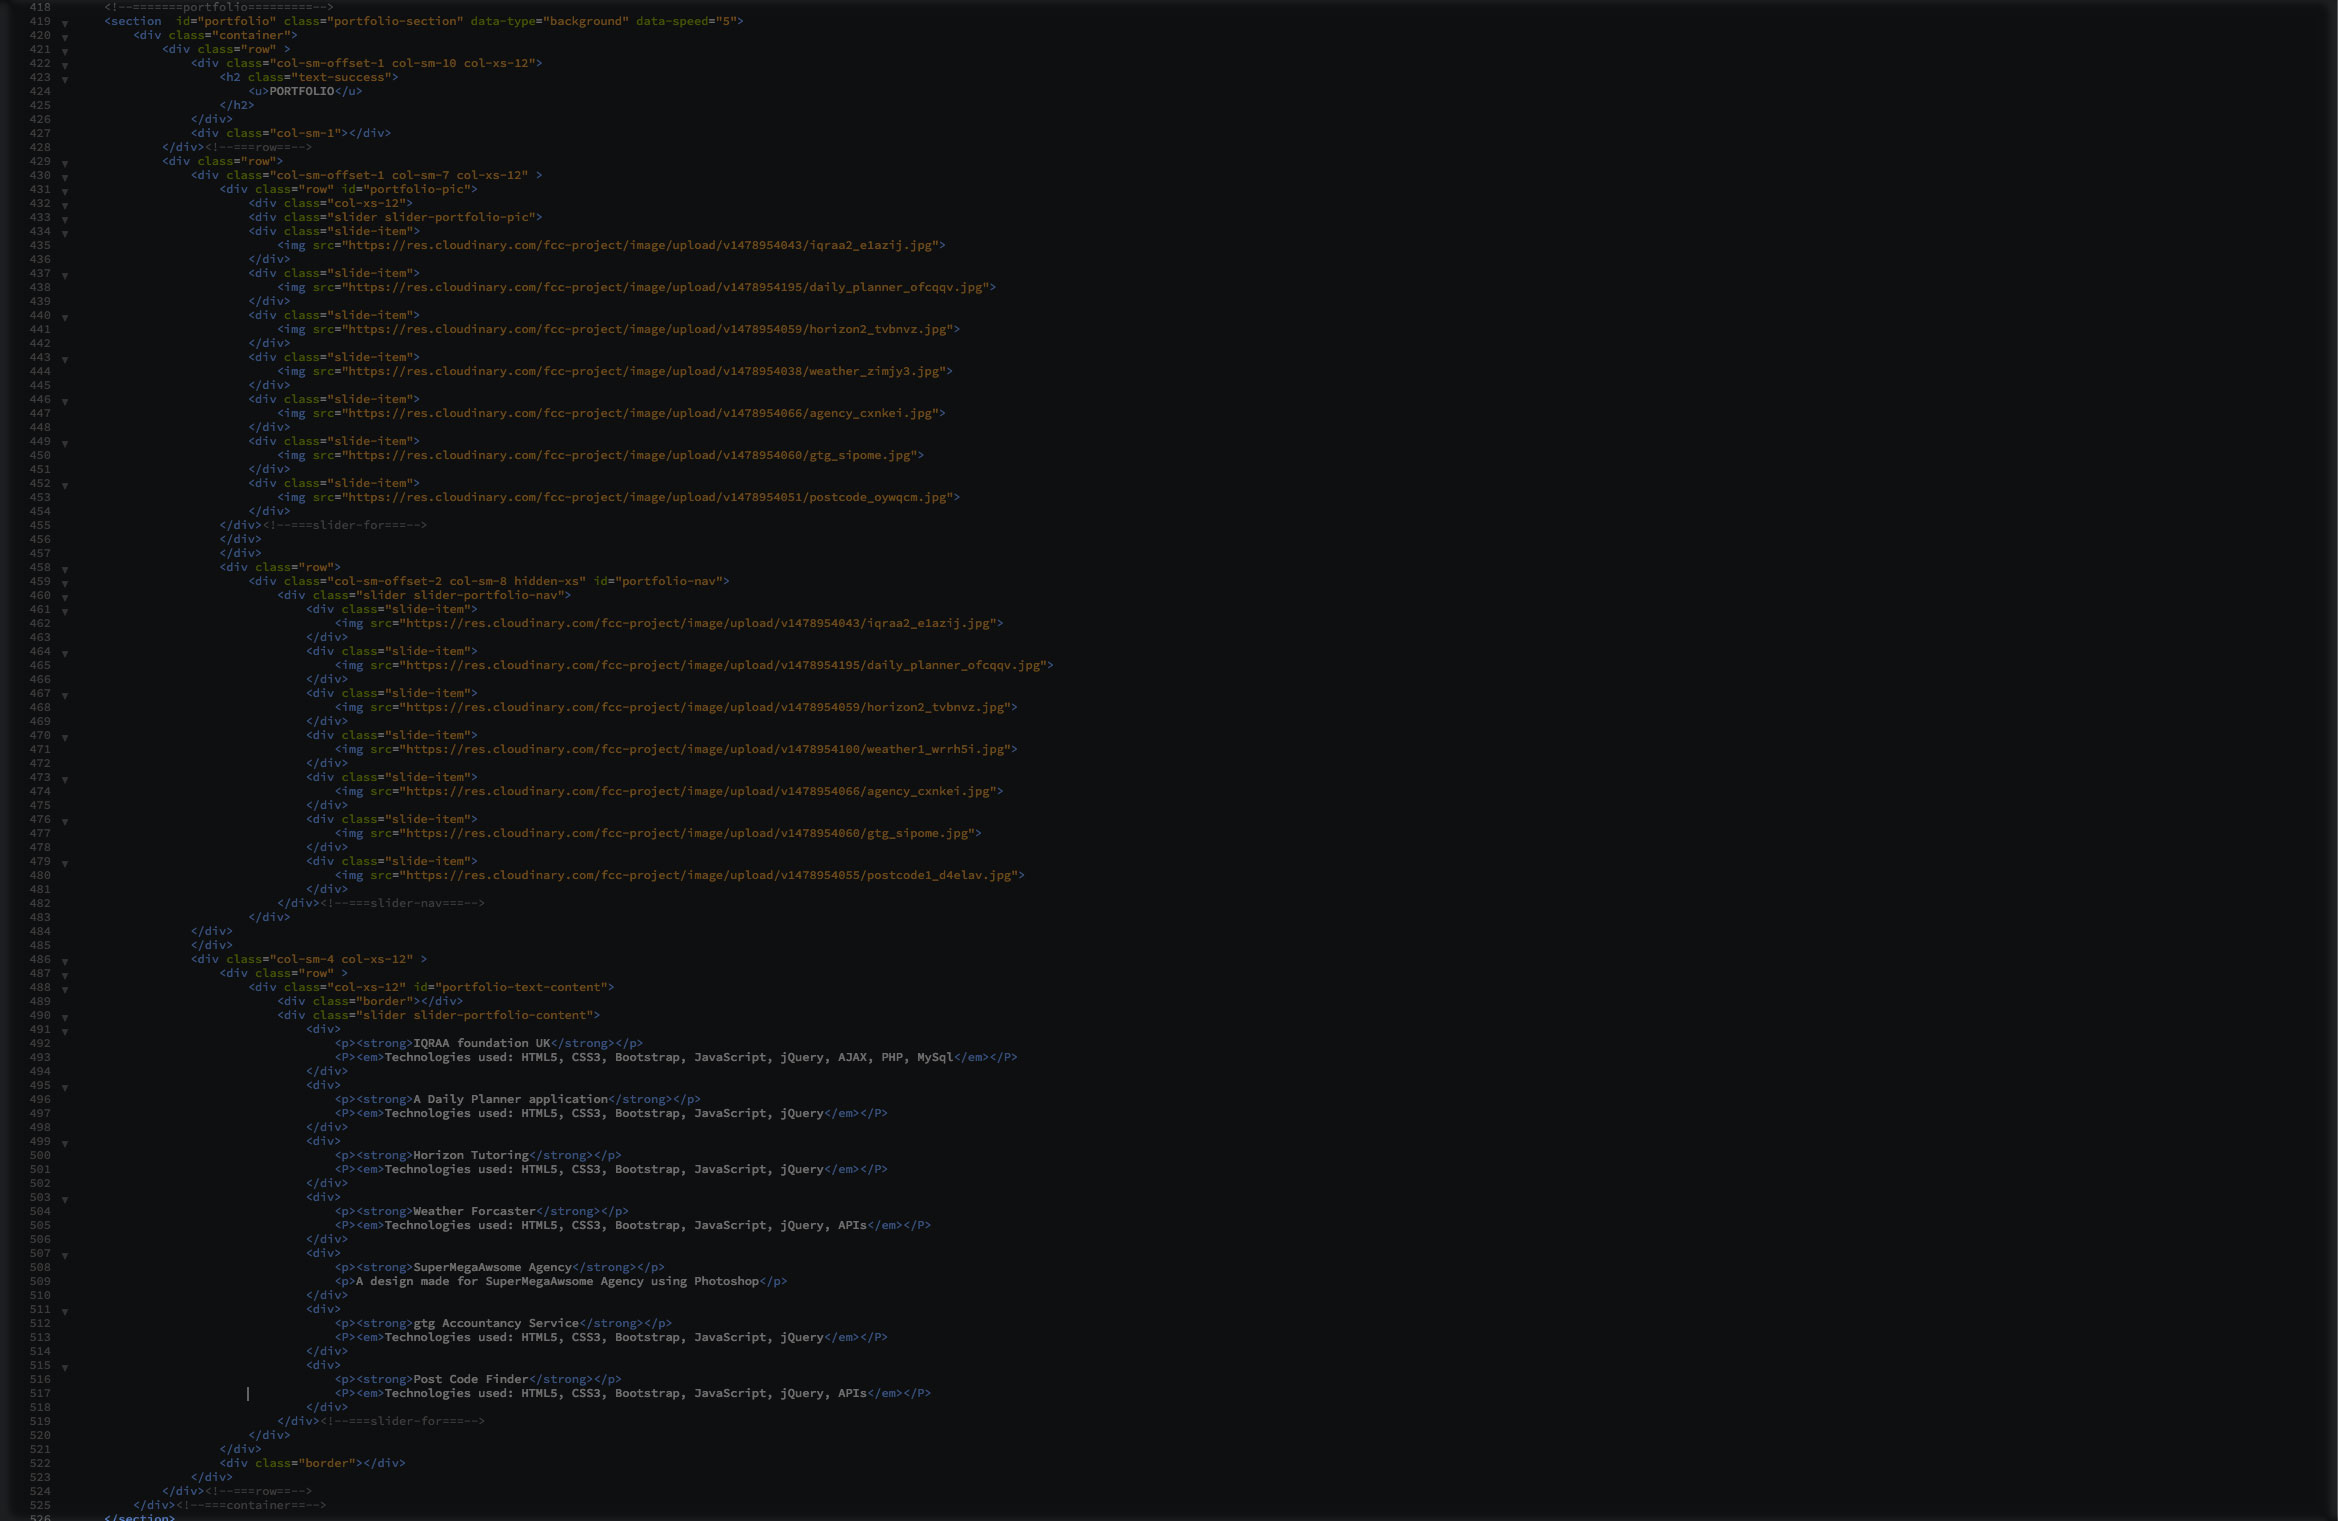 418 <!--=======portfolio=========-->
419 <section  id="portfolio" class="portfolio-section" data-type="background" data-speed="5">
420 <div class="container">
421 <div class="row" >
422 <div class="col-sm-offset-1 col-sm-10 col-xs-12">
423 <h2 class="text-success">
424 <u>PORTFOLIO</u>
425 </h2>
426 </div>
427 <div class="col-sm-1"></div>
428 </div><!--===row==-->
429 <div class="row">
430 <div class="col-sm-offset-1 col-sm-7 col-xs-12" >
431 <div class="row" id="portfolio-pic">
432 <div class="col-xs-12">
433 <div class="slider slider-portfolio-pic">
434 <div class="slide-item">
435 <img src="https://res.cloudinary.com/fcc-project/image/upload/v1478954043/iqraa2_e1azij.jpg">
436 </div>
437 <div class="slide-item">
438 <img src="https://res.cloudinary.com/fcc-project/image/upload/v1478954195/daily_planner_ofcqqv.jpg">
439 </div>
440 <div class="slide-item">
441 <img src="https://res.cloudinary.com/fcc-project/image/upload/v1478954059/horizon2_tvbnvz.jpg">
442 </div>
443 <div class="slide-item">
444 <img src="https://res.cloudinary.com/fcc-project/image/upload/v1478954038/weather_zimjy3.jpg">
445 </div>
446 <div class="slide-item">
447 <img src="https://res.cloudinary.com/fcc-project/image/upload/v1478954066/agency_cxnkei.jpg">
448 </div>
449 <div class="slide-item">
450 <img src="https://res.cloudinary.com/fcc-project/image/upload/v1478954060/gtg_sipome.jpg">
451 </div>
452 <div class="slide-item">
453 <img src="https://res.cloudinary.com/fcc-project/image/upload/v1478954051/postcode_oywqcm.jpg">
454 </div>
455 </div><!--===slider-for===-->
456 </div>
457 </div>
458 <div class="row">
459 <div class="col-sm-offset-2 col-sm-8 hidden-xs" id="portfolio-nav">
460 <div class="slider slider-portfolio-nav">
461 <div class="slide-item">
462 <img src="https://res.cloudinary.com/fcc-project/image/upload/v1478954043/iqraa2_e1azij.jpg">
463 </div>
464 <div class="slide-item">
465 <img src="https://res.cloudinary.com/fcc-project/image/upload/v1478954195/daily_planner_ofcqqv.jpg">
466 </div>
467 <div class="slide-item">
468 <img src="https://res.cloudinary.com/fcc-project/image/upload/v1478954059/horizon2_tvbnvz.jpg">
469 </div>
470 <div class="slide-item">
471 <img src="https://res.cloudinary.com/fcc-project/image/upload/v1478954100/weather1_wrrh5i.jpg">
472 </div>
473 <div class="slide-item">
474 <img src="https://res.cloudinary.com/fcc-project/image/upload/v1478954066/agency_cxnkei.jpg">
475 </div>
476 <div class="slide-item">
477 <img src="https://res.cloudinary.com/fcc-project/image/upload/v1478954060/gtg_sipome.jpg">
478 </div>
479 <div class="slide-item">
480 <img src="https://res.cloudinary.com/fcc-project/image/upload/v1478954055/postcode1_d4elav.jpg">
481 </div>
482 </div><!--===slider-nav===-->
483 </div>
484 </div>
485 </div>
486 <div class="col-sm-4 col-xs-12" >
487 <div class="row" >
488 <div class="col-xs-12" id="portfolio-text-content">
489 <div class="border"></div>
490 <div class="slider slider-portfolio-content">
491 <div>
492 <p><strong>IQRAA foundation UK</strong></p>
493 <P><em>Technologies used: HTML5, CSS3, Bootstrap, JavaScript, jQuery, AJAX, PHP, MySql</em></P>
494 </div>
495 <div>
496 <p><strong>A Daily Planner application</strong></p>
497 <P><em>Technologies used: HTML5, CSS3, Bootstrap, JavaScript, jQuery</em></P>
498 </div>
499 <div>
500 <p><strong>Horizon Tutoring</strong></p>
501 <P><em>Technologies used: HTML5, CSS3, Bootstrap, JavaScript, jQuery</em></P>
502 </div>
503 <div>
504 <p><strong>Weather Forcaster</strong></p>
505 <P><em>Technologies used: HTML5, CSS3, Bootstrap, JavaScript, jQuery, APIs</em></P>
506 </div>
507 <div>
508 <p><strong>SuperMegaAwsome Agency</strong></p>
509 <p>A design made for SuperMegaAwsome Agency using Photoshop</p>
510 </div>
511 <div>
512 <p><strong>gtg Accountancy Service</strong></p>
513 <P><em>Technologies used: HTML5, CSS3, Bootstrap, JavaScript, jQuery</em></P>
514 </div>
515 <div>
516 <p><strong>Post Code Finder</strong></p>
517 <P><em>Technologies used: HTML5, CSS3, Bootstrap, JavaScript, jQuery, APIs</em></P>
518 </div>
519 </div><!--===slider-for===-->
520 </div>
521 </div>
522 <div class="border"></div>
523 </div>
524 </div><!--===row==-->
525 </div><!--===container==-->
526 </section>